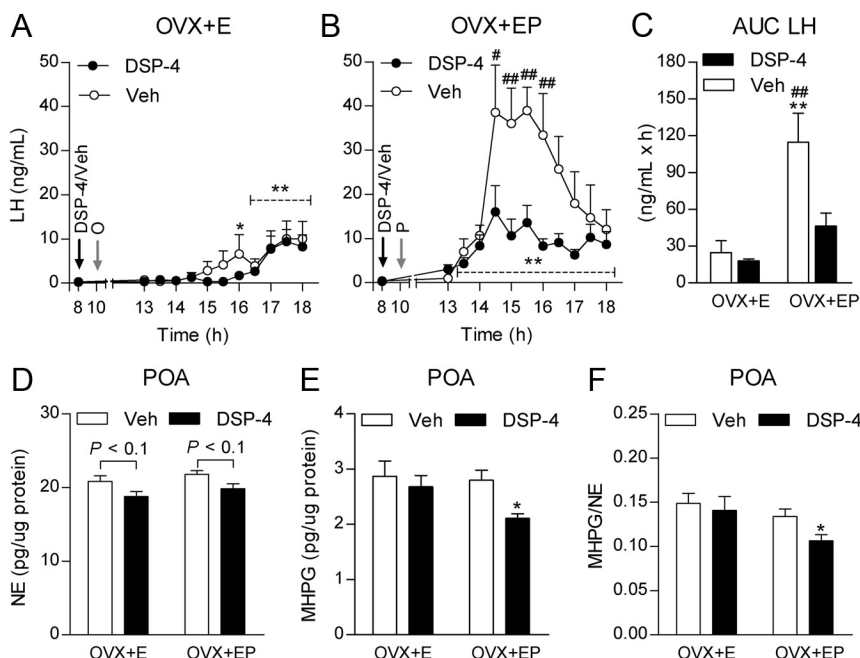 A
OVX+E
DSP-4
Veh
50
40
30
20
10
0
LH (ng/mL)
DSP-4/Veh
O
*
**
8 10 13 14 15 16 17 18
Time (h)
B
OVX+EP
DSP-4
Veh
50
40
30
20
10
0
DSP-4/Veh
P
#
##
##
##
**
8 10 13 14 15 16 17 18
Time (h)
C
AUC LH
DSP-4
Veh
180
150
120
90
60
30
0
(ng/mL x h)
##
**
OVX+E OVX+EP
D
POA
Veh DSP-4
30
20
10
0
NE (pg/ug protein)
P < 0.1
P < 0.1
OVX+E OVX+EP
E
POA
Veh DSP-4
4
3
2
1
0
MHPG (pg/ug protein)
*
OVX+E OVX+EP
F
POA
Veh DSP-4
0.25
0.20
0.15
0.10
0.05
0.00
MHPG/NE
*
OVX+E OVX+EP